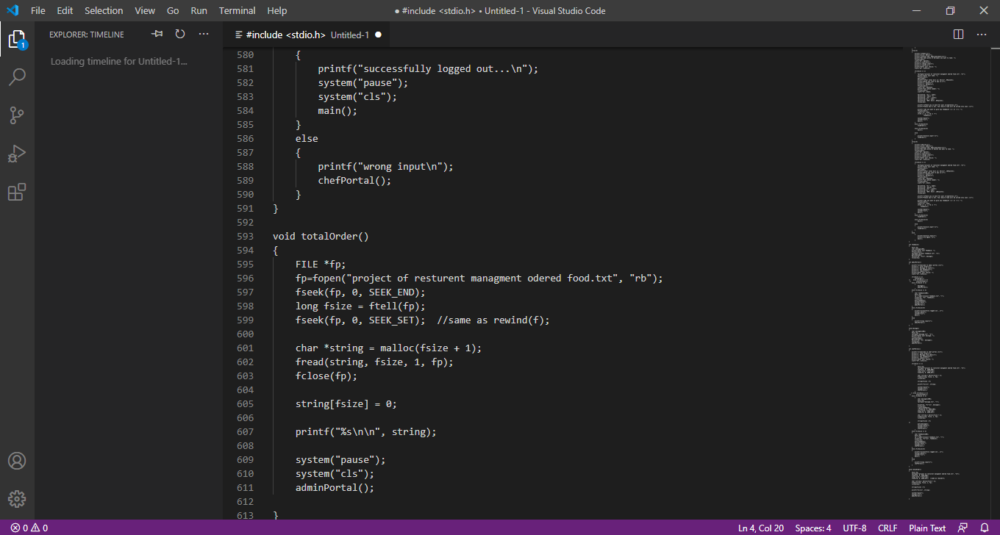 File Edit Selection View Go Run Terminal Help
● #include <stdio.h> • Untitled-1 - Visual Studio Code
EXPLORER: TIMELINE
Loading timeline for Untitled-1...
1
#include <stdio.h> Untitled-1 ●
580 {
581 printf("successfully logged out...\n");
582 system("pause");
583 system("cls");
584 main();
585 }
586 else
587 {
588 printf("wrong input\n");
589 chefPortal();
590 }
591 }
592
593 void totalOrder()
594 {
595 FILE *fp;
596 fp=fopen("project of resturent managment odered food.txt", "rb");
597 fseek(fp, 0, SEEK_END);
598 long fsize = ftell(fp);
599 fseek(fp, 0, SEEK_SET);  //same as rewind(f);
600
601 char *string = malloc(fsize + 1);
602 fread(string, fsize, 1, fp);
603 fclose(fp);
604
605 string[fsize] = 0;
606
607 printf("%s\n\n", string);
608
609 system("pause");
610 system("cls");
611 adminPortal();
612
613 }
0 0
Ln 4, Col 20 Spaces: 4 UTF-8 CRLF Plain Text